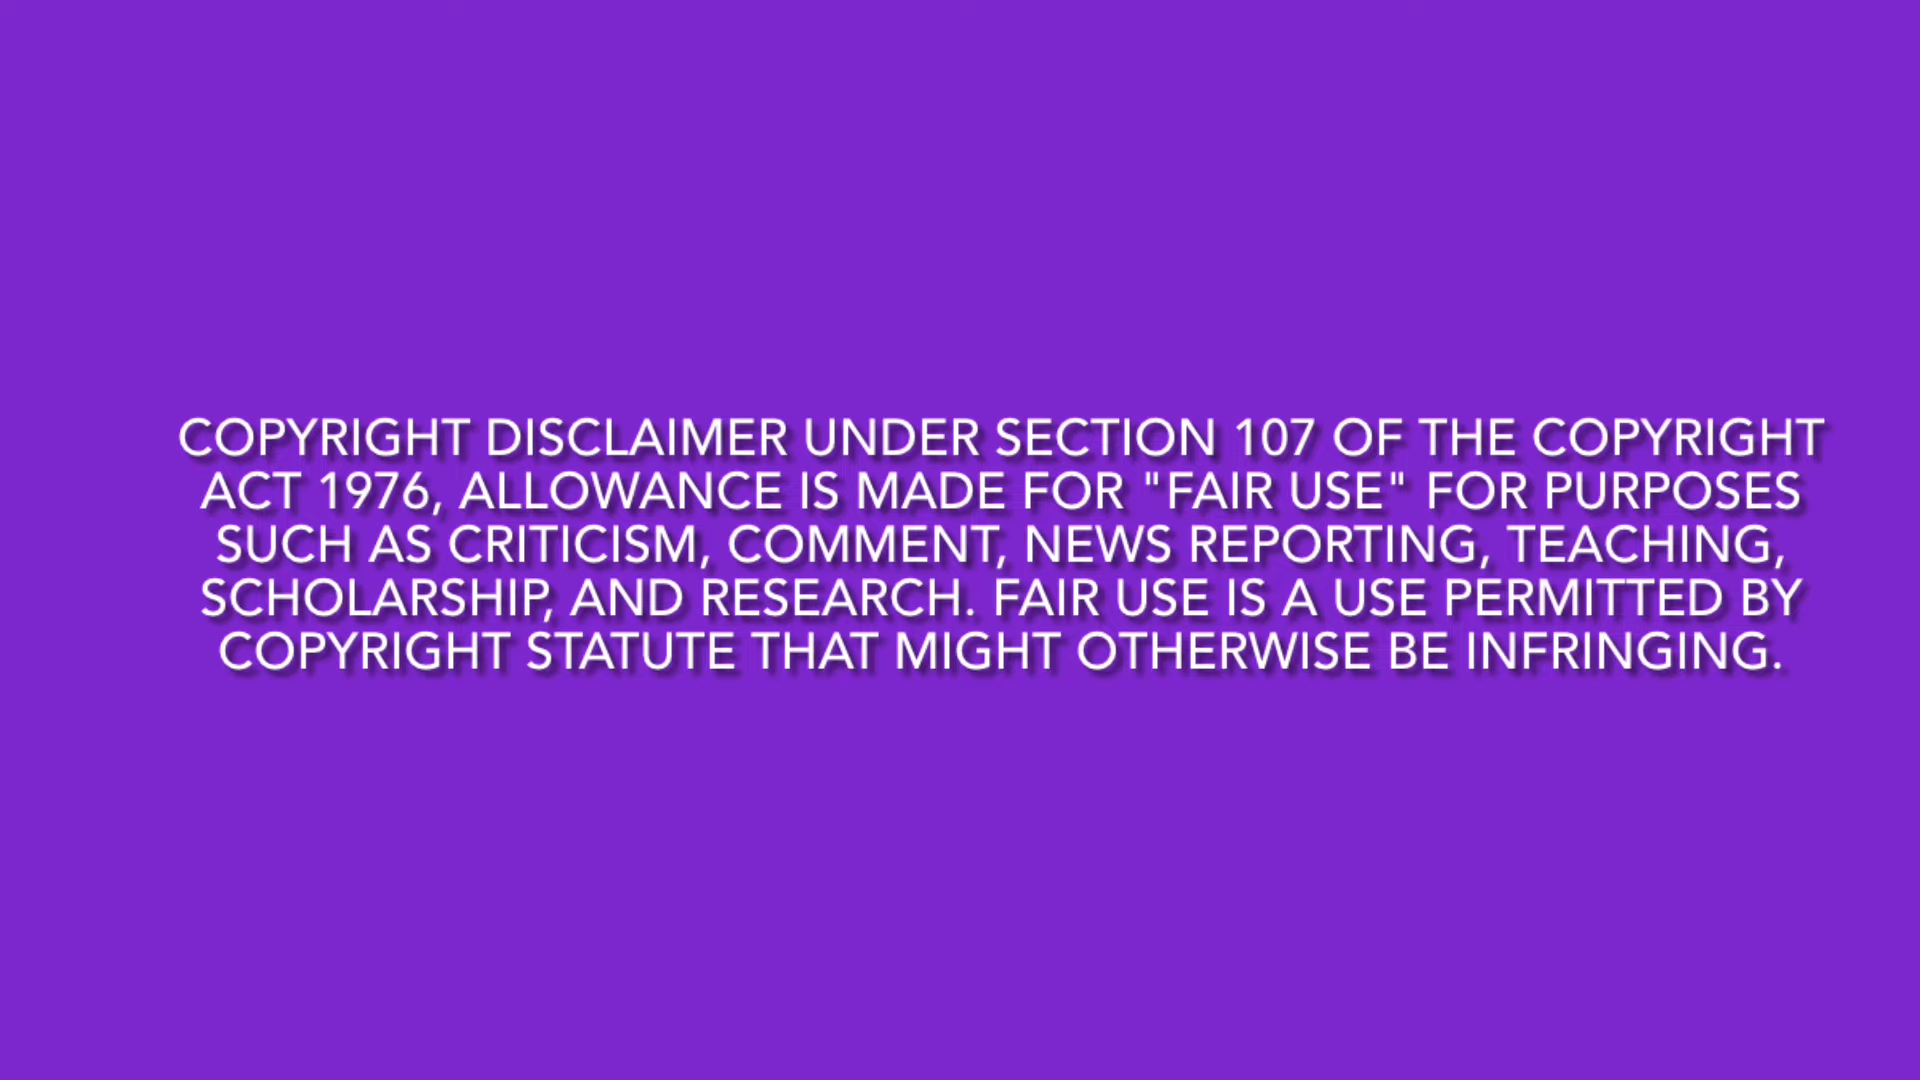 COPYRIGHT DISCLAIMER UNDER SECTION 107 OF THE COPYRIGHT
ACT 1976, ALLOWANCE IS MADE FOR "FAIR USE" FOR PURPOSES
SUCH AS CRITICISM, COMMENT, NEWS REPORTING, TEACHING,
SCHOLARSHIP, AND RESEARCH. FAIR USE IS A USE PERMITTED BY
COPYRIGHT STATUTE THAT MIGHT OTHERWISE BE INFRINGING.